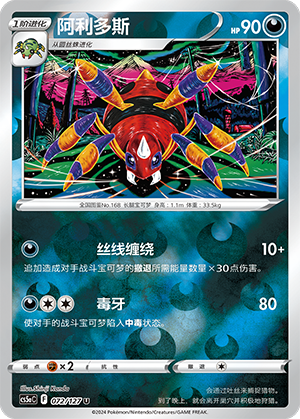 1阶进化
阿利多斯
HP90
从圆丝蛛进化
全国图鉴No.168 长腿宝可梦 身高：1.1m 体重：33.5kg
丝线缠绕 10+
追加造成对手战斗宝可梦的撤退所需能量数量×30点伤害。
毒牙 80
使对手的战斗宝可梦陷入中毒状态。
弱点 ×2 抵抗力 撤退
Illus.Shinji Kanda
cs5aC F 072/127 U
会通过吐丝来捕捉猎物。
到了晚上，就会离开巢穴并积极地狩猎。
©2024 Pokémon/Nintendo/Creatures/GAME FREAK.